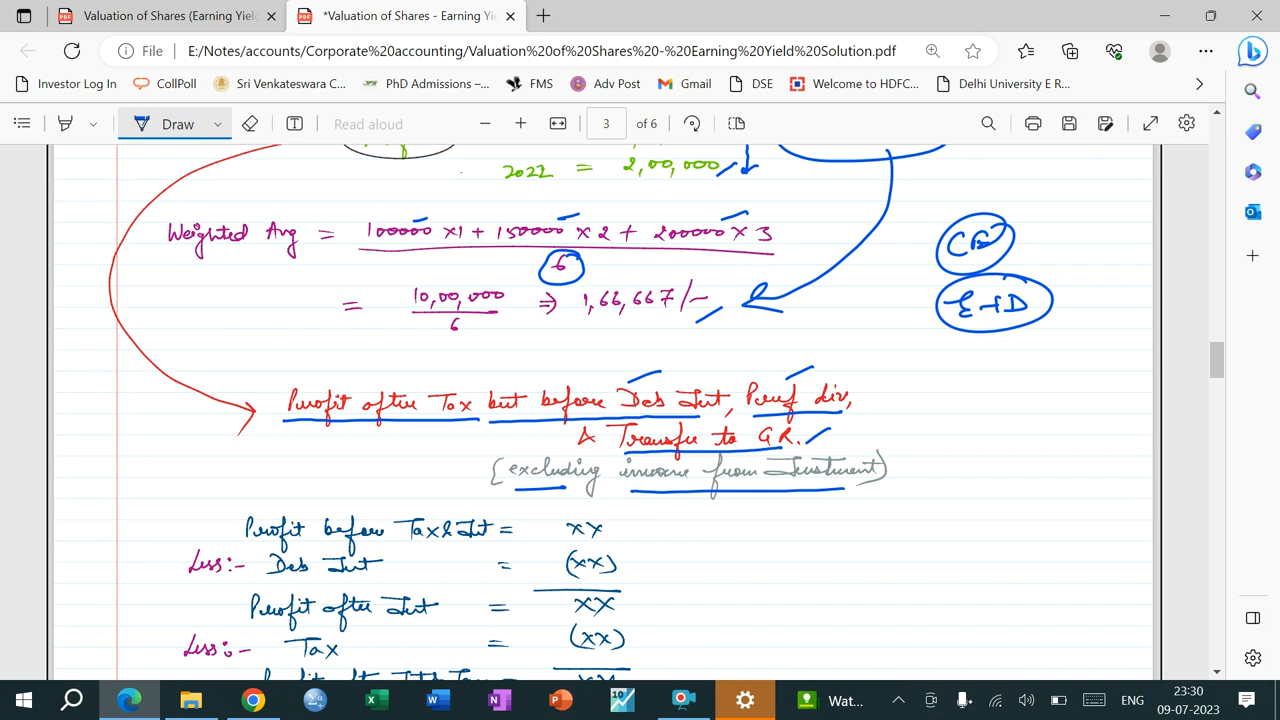 Valuation of Shares (Earning Yiel
*Valuation of Shares - Earning Yi
File
E:/Notes/accounts/Corporate%20accounting/Valuation%20of%20Shares%20-%20Earning%20Yield%20Solution.pdf
Investor Log In
CollPoll
Sri Venkateswara C...
PhD Admissions –...
FMS
Adv Post
Gmail
DSE
Welcome to HDFC...
Delhi University E R...
Draw
Read aloud
3 of 6
2022 = 2,00,000
Weighted Avg = 100000 x1 + 150000 x 2 + 200000 x 3
6
= 10,00,000 ⇒ 1,66,667/-
6
Profit after Tax but before Deb Int, Pref div,
& Transfer to GR.
(excluding income from Investment)
Profit before Tax & Int = xx
Less:- Deb Int = (xx)
Profit after Int = xx
Less:- Tax = (xx)
10
Wat...
ENG
23:30
09-07-2023